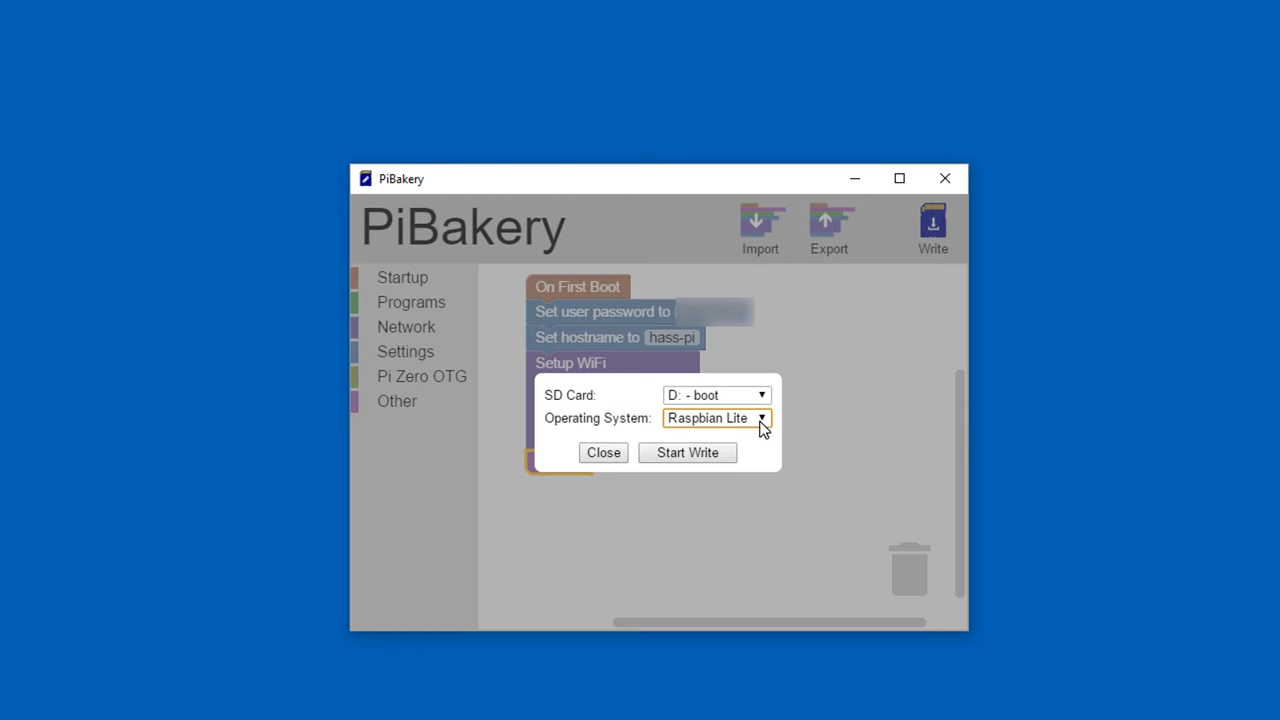 PiBakery
PiBakery
Import
Export
Write
Startup
Programs
Network
Settings
Pi Zero OTG
Other
On First Boot
Set user password to
Set hostname to hass-pi
Setup WiFi
SD Card: D: - boot
Operating System: Raspbian Lite
Close Start Write